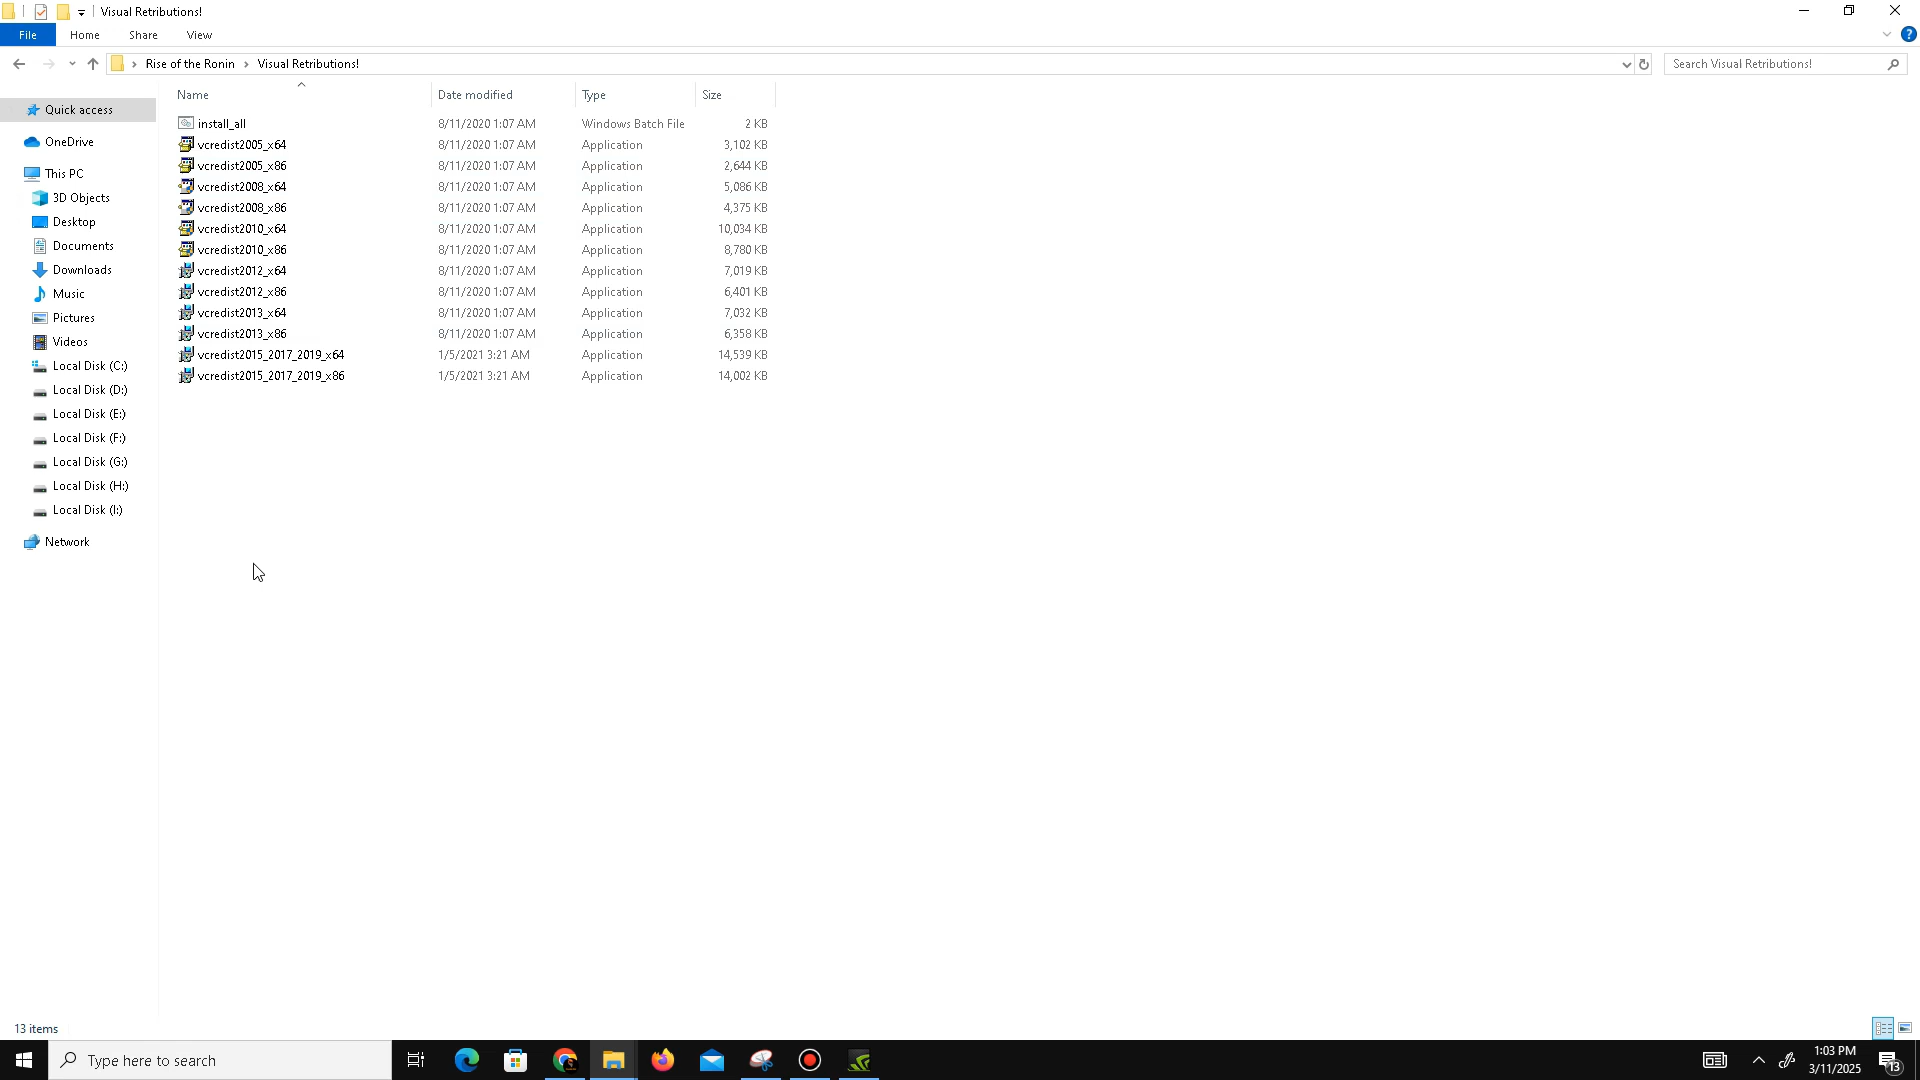 Visual Retributions!
File Home Share View
Rise of the Ronin Visual Retributions! Search Visual Retributions!
Name Date modified Type Size
install_all 8/11/2020 1:07 AM Windows Batch File 2 KB
vcredist2005_x64 8/11/2020 1:07 AM Application 3,102 KB
vcredist2005_x86 8/11/2020 1:07 AM Application 2,644 KB
vcredist2008_x64 8/11/2020 1:07 AM Application 5,086 KB
vcredist2008_x86 8/11/2020 1:07 AM Application 4,375 KB
vcredist2010_x64 8/11/2020 1:07 AM Application 10,034 KB
vcredist2010_x86 8/11/2020 1:07 AM Application 8,780 KB
vcredist2012_x64 8/11/2020 1:07 AM Application 7,019 KB
vcredist2012_x86 8/11/2020 1:07 AM Application 6,401 KB
vcredist2013_x64 8/11/2020 1:07 AM Application 7,032 KB
vcredist2013_x86 8/11/2020 1:07 AM Application 6,358 KB
vcredist2015_2017_2019_x64 1/5/2021 3:21 AM Application 14,539 KB
vcredist2015_2017_2019_x86 1/5/2021 3:21 AM Application 14,002 KB
Quick access
OneDrive
This PC
3D Objects
Desktop
Documents
Downloads
Music
Pictures
Videos
Local Disk (C:)
Local Disk (D:)
Local Disk (E:)
Local Disk (F:)
Local Disk (G:)
Local Disk (H:)
Local Disk (I:)
Network
13 items
Type here to search
1:03 PM
3/11/2025
13